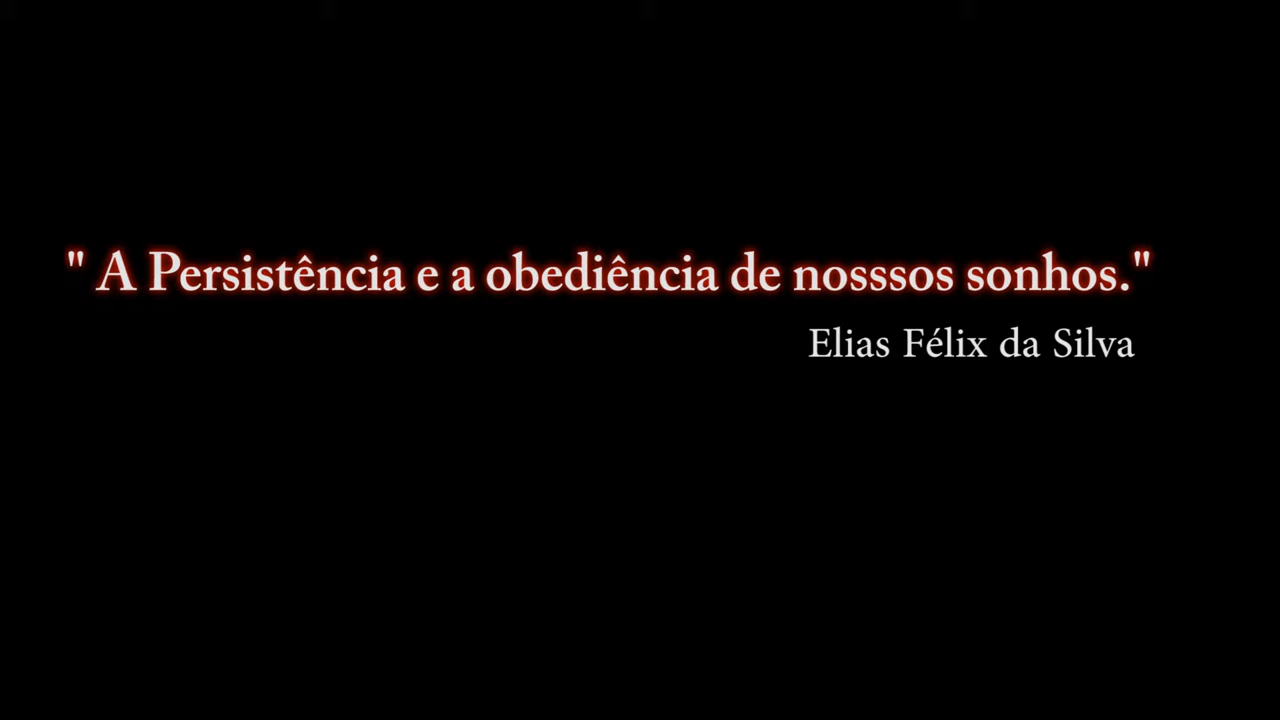 " A Persistência e a obediência de nosssos sonhos."
Elias Félix da Silva